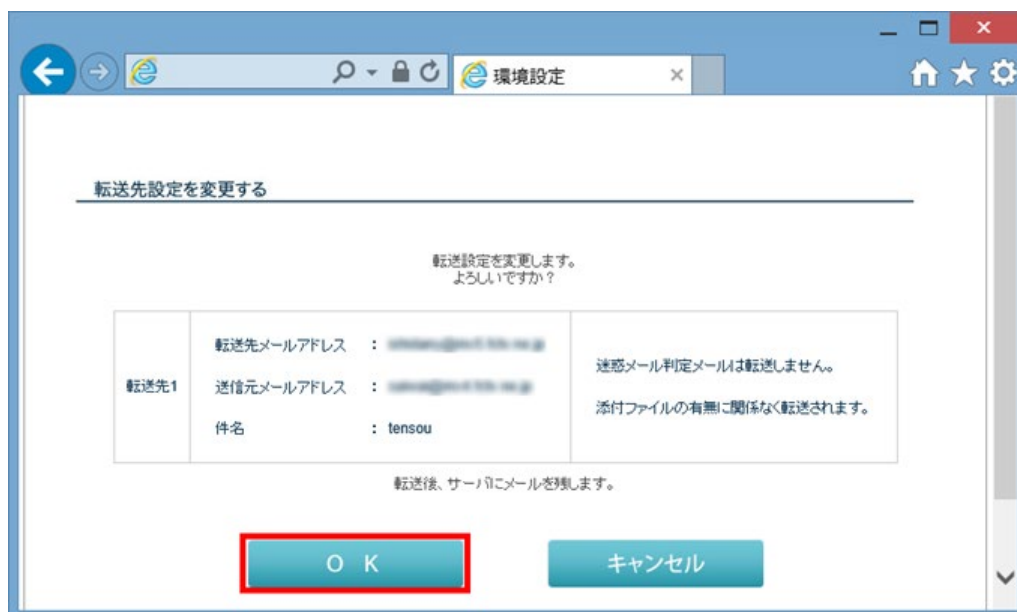 環境設定
転送先設定を変更する
転送設定を変更します。
よろしいですか？
転送先1
転送先メールアドレス :
送信元メールアドレス :
件名 : tensou
迷惑メール判定メールは転送しません。
添付ファイルの有無に関係なく転送されます。
転送後、サーバにメールを残します。
OK
キャンセル